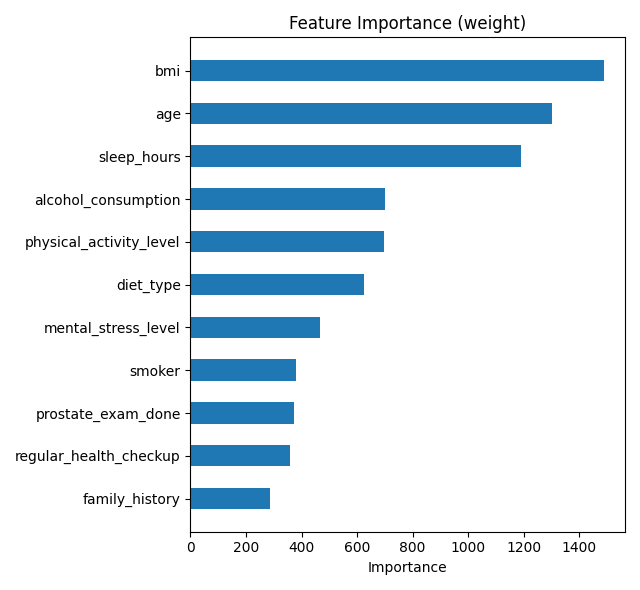 Feature Importance (weight)
bmi
age
sleep_hours
alcohol_consumption
physical_activity_level
diet_type
mental_stress_level
smoker
prostate_exam_done
regular_health_checkup
family_history
0 200 400 600 800 1000 1200 1400
Importance